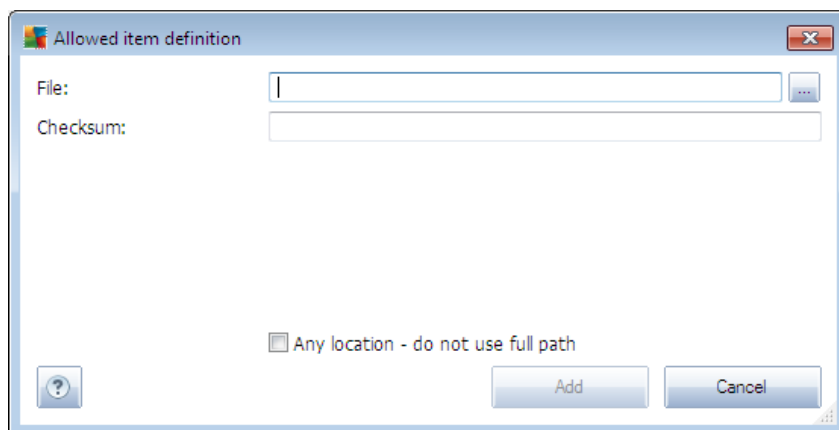 Allowed item definition
File:
...
Checksum:
Any location - do not use full path
?
Add
Cancel